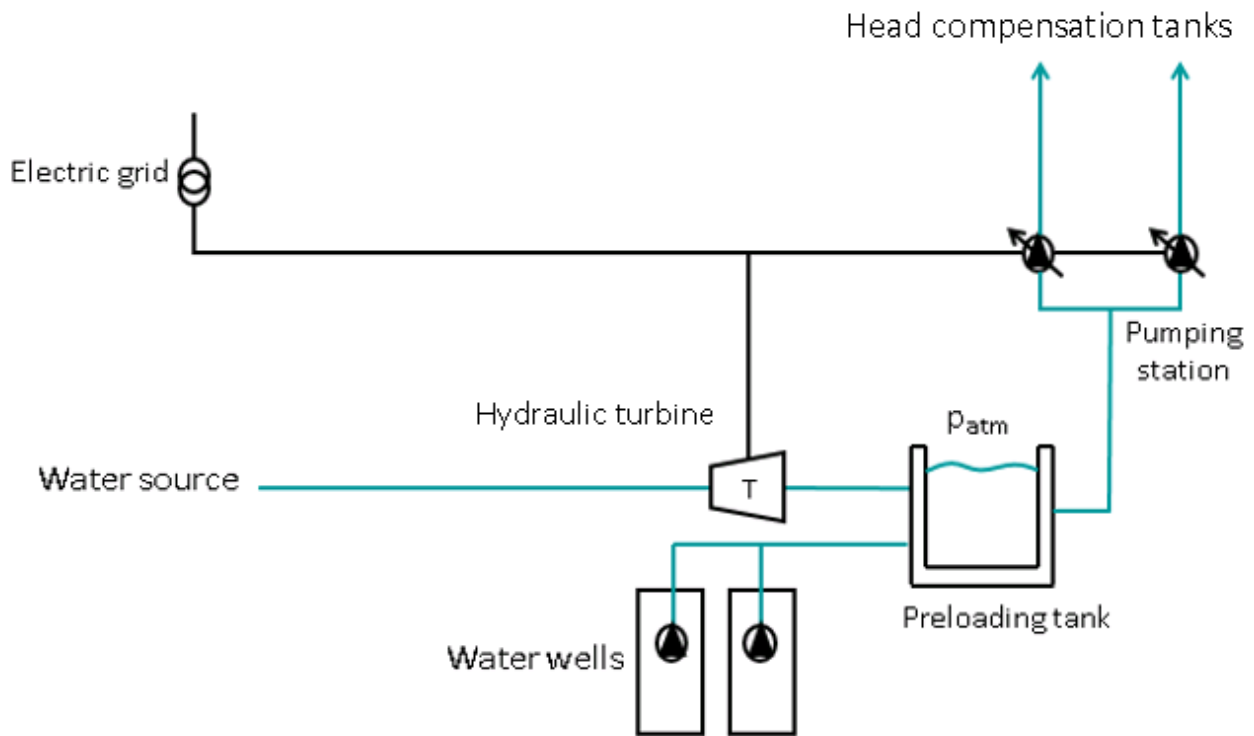 Head compensation tanks
Electric grid
Pumping
station
Hydraulic turbine
patm
Water source
T
Preloading tank
Water wells